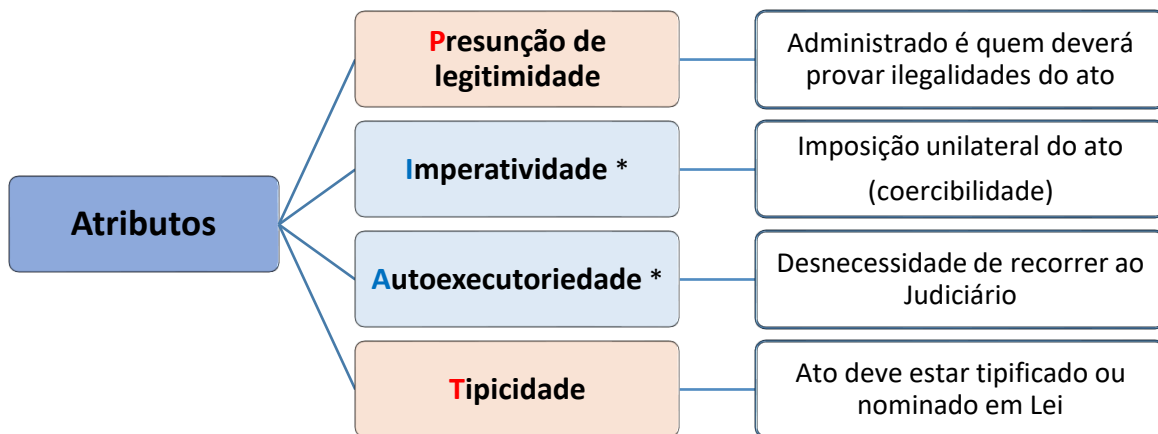 Atributos
Presunção de
legitimidade
Administrado é quem deverá
provar ilegalidades do ato
Imperatividade *
Imposição unilateral do ato
(coercibilidade)
Autoexecutoriedade *
Desnecessidade de recorrer ao
Judiciário
Tipicidade
Ato deve estar tipificado ou
nominado em Lei